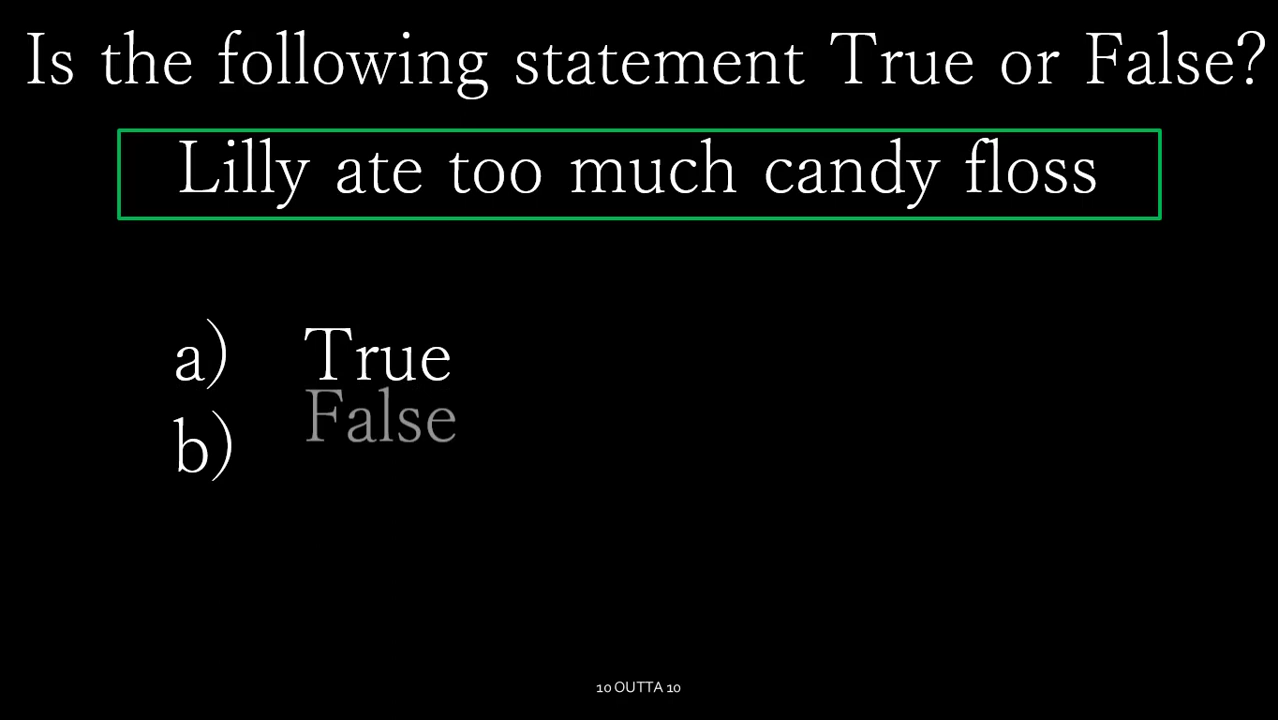 Is the following statement True or False?
Lilly ate too much candy floss
a) True
False
b)
10 OUTTA 10